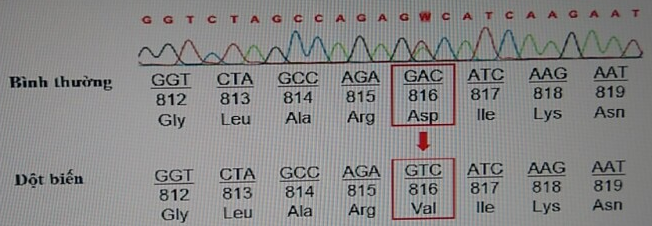 G G T C T A G C C A G A G W C A T C A A G A A T
Bình thường GGT CTA GCC AGA GAC ATC AAG AAT
812 813 814 815 816 817 818 819
Gly Leu Ala Arg Asp Ile Lys Asn
Dột biến GGT CTA GCC AGA GTC ATC AAG AAT
812 813 814 815 816 817 818 819
Gly Leu Ala Arg Val Ile Lys Asn